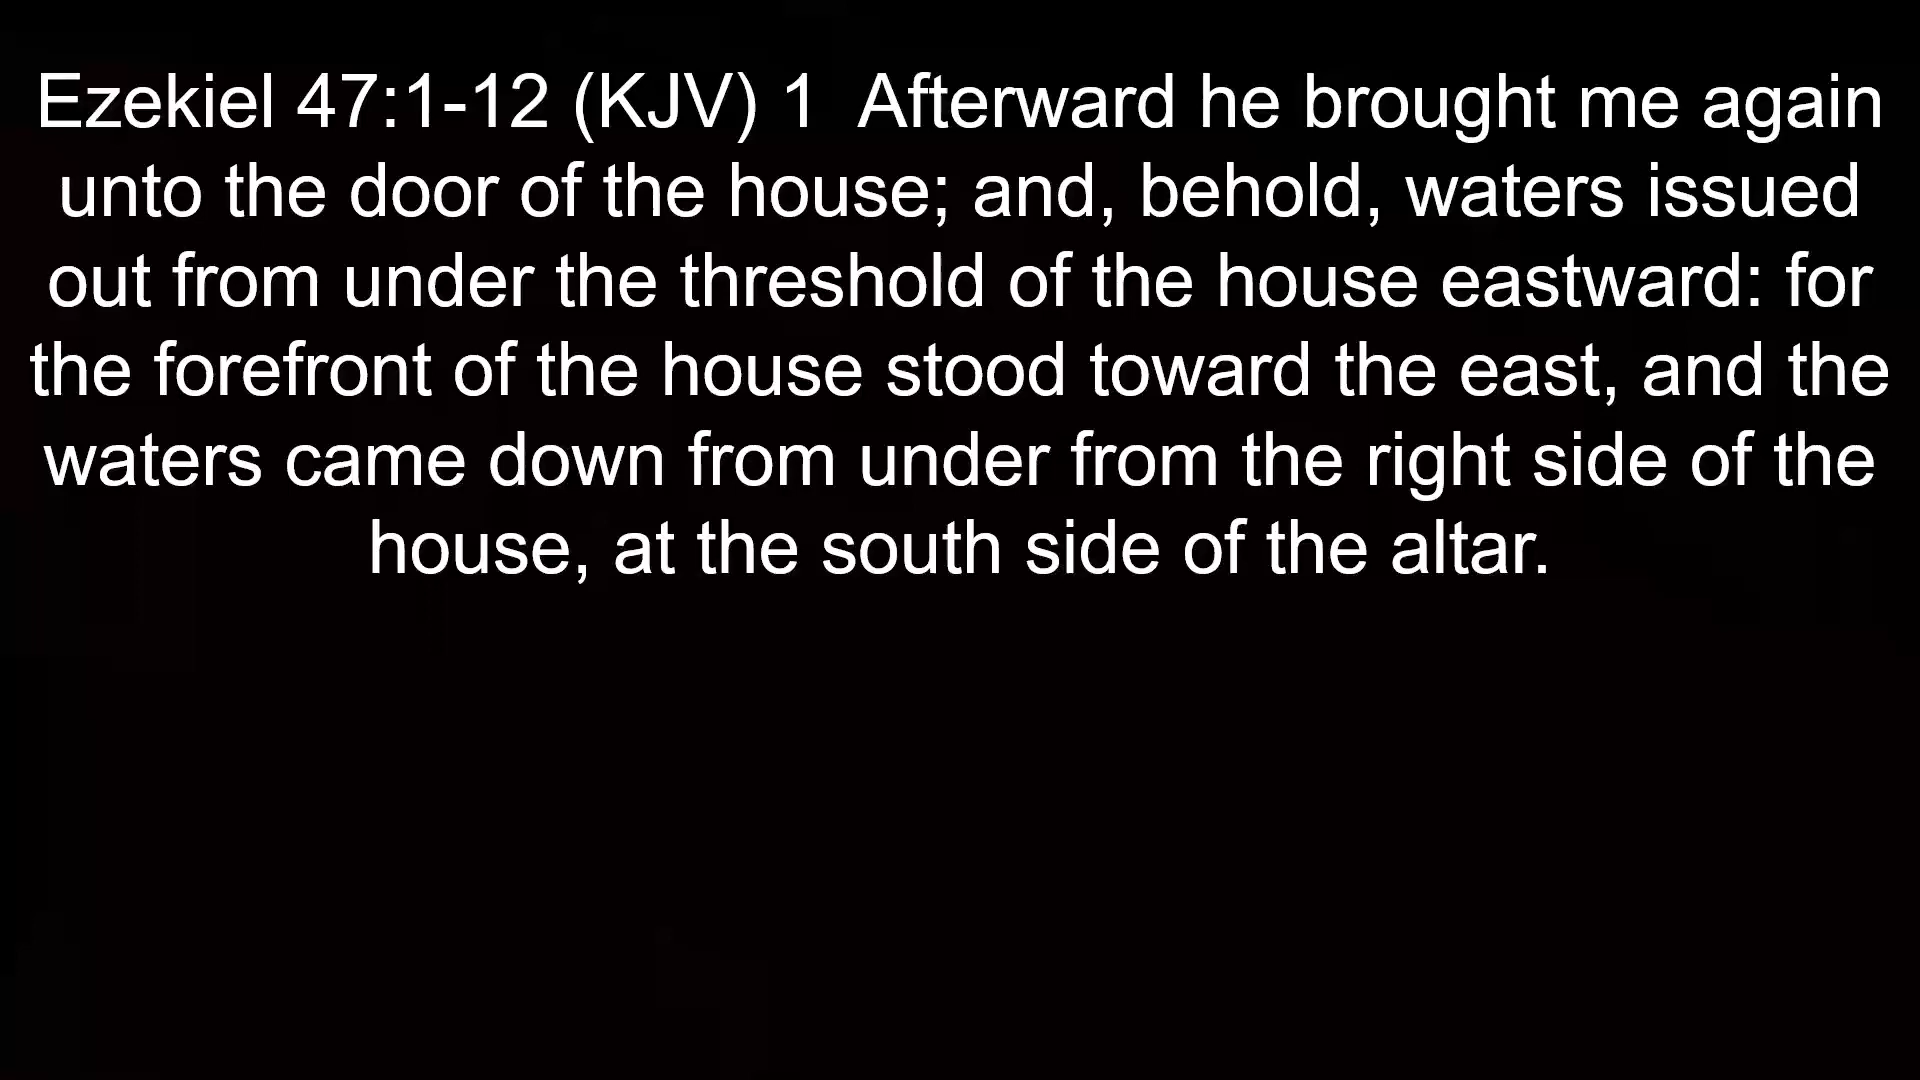 Ezekiel 47:1-12 (KJV) 1  Afterward he brought me again
unto the door of the house; and, behold, waters issued
out from under the threshold of the house eastward: for
the forefront of the house stood toward the east, and the
waters came down from under from the right side of the
house, at the south side of the altar.